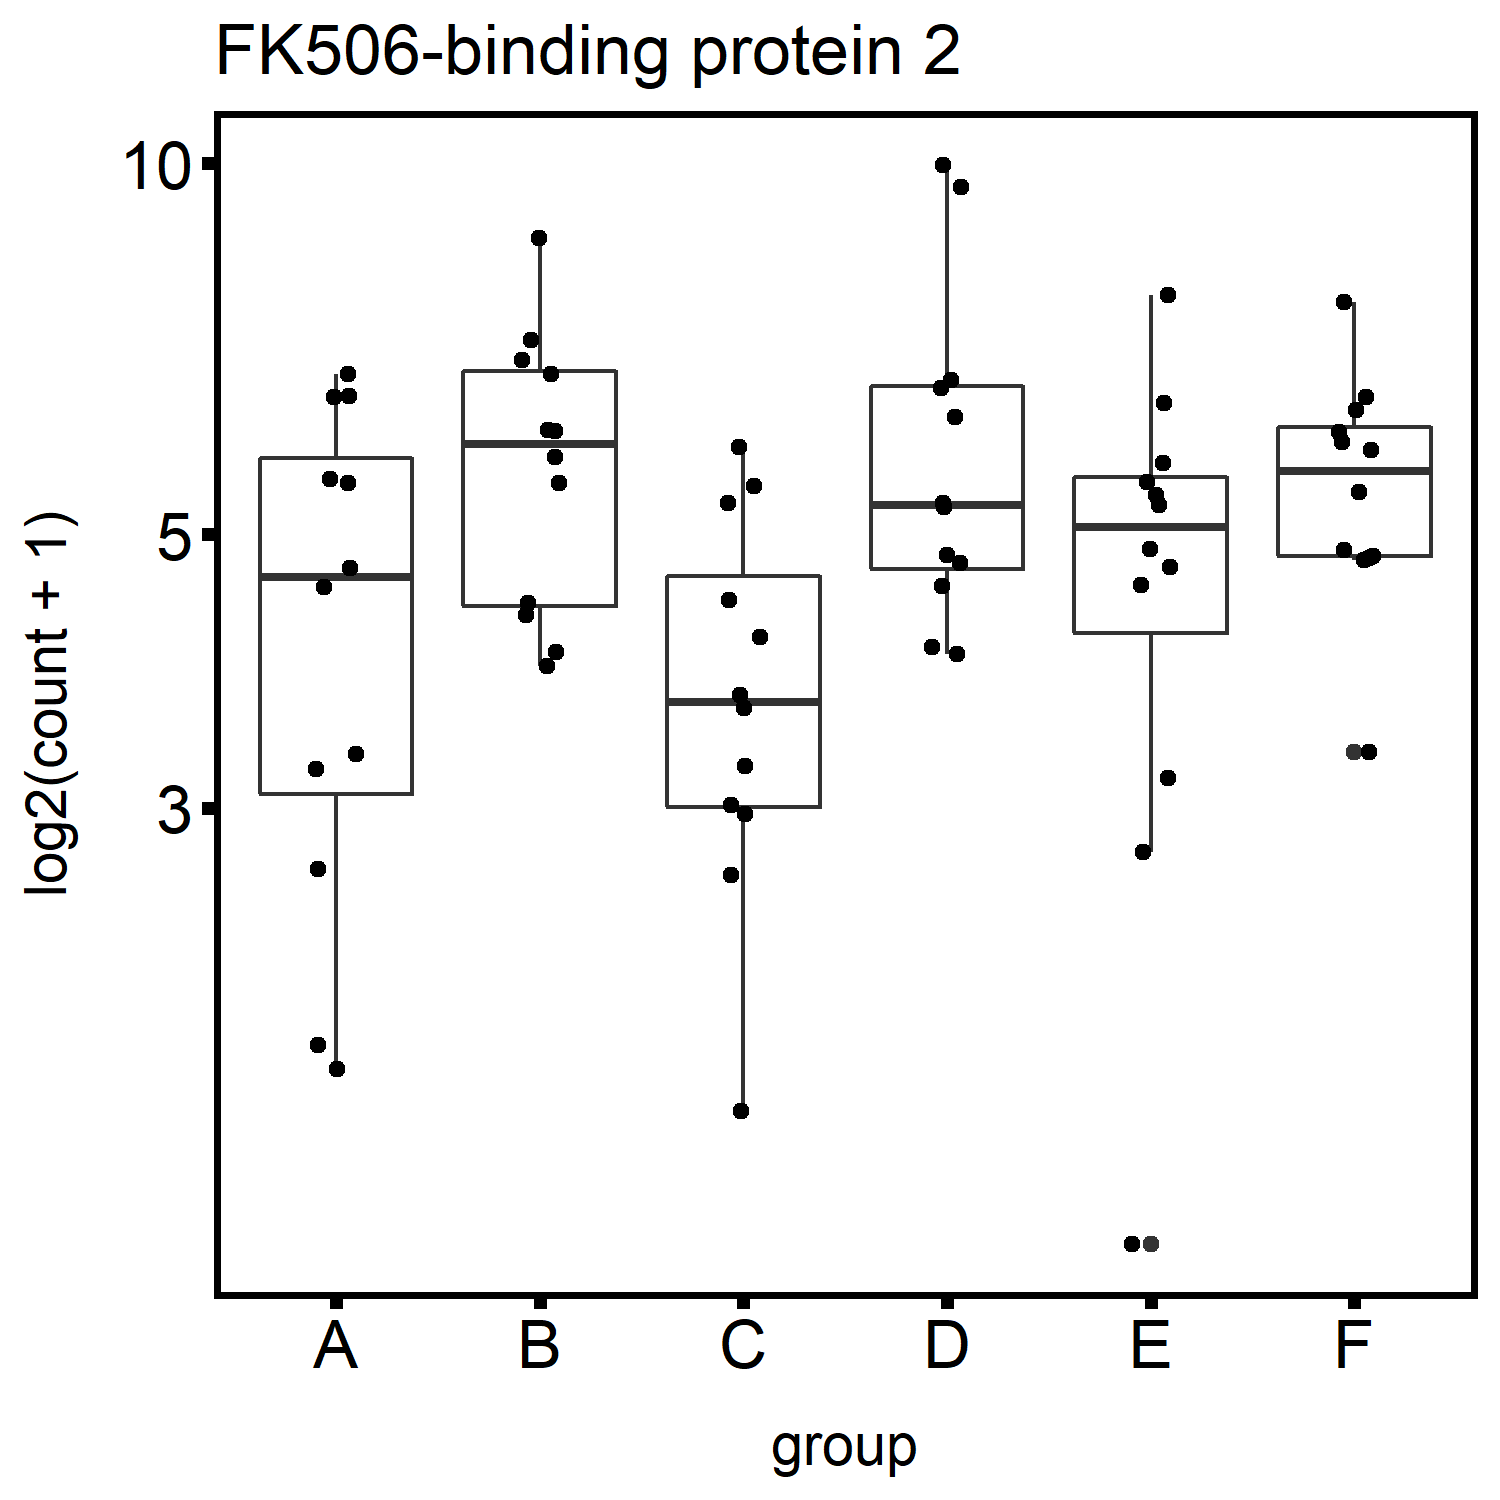 FK506-binding protein 2
10
5
3
log2(count + 1)
A B C D E F
group